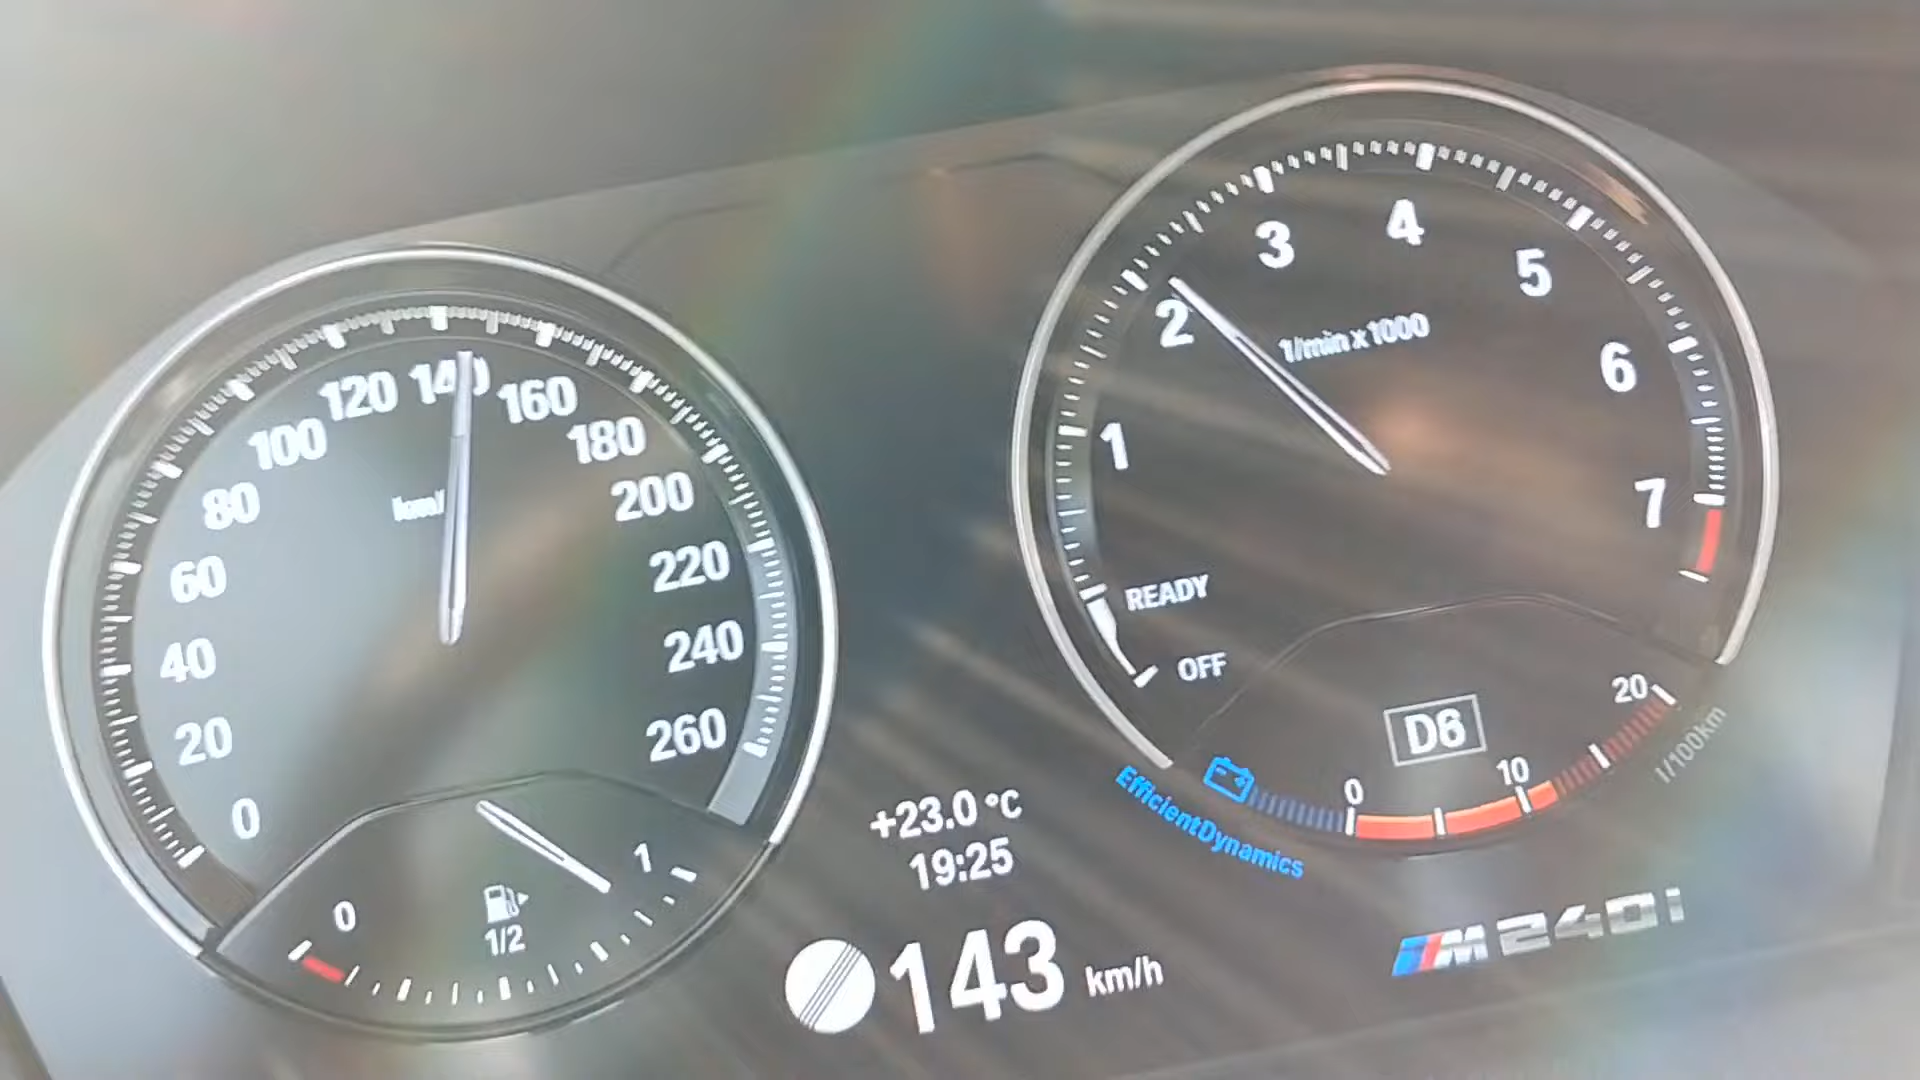 0
20
40
60
80
100
120
140
160
180
200
220
240
260
km/
0
1/2
1
+23.0 °C
19:25
143 km/h
OFF
READY
1
2
3
4
5
6
7
1/min x 1000
D6
0
10
20
l/100km
EfficientDynamics
M240i